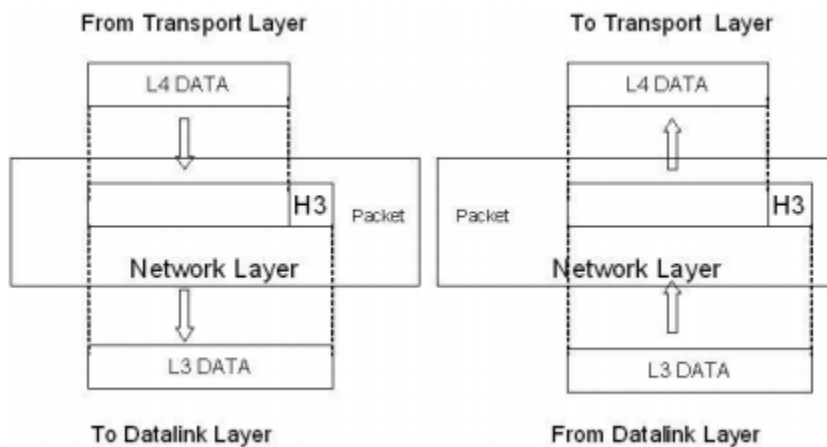 From Transport Layer
L4 DATA
H3
Packet
Network Layer
L3 DATA
To Datalink Layer
To Transport Layer
L4 DATA
Packet
H3
Network Layer
L3 DATA
From Datalink Layer